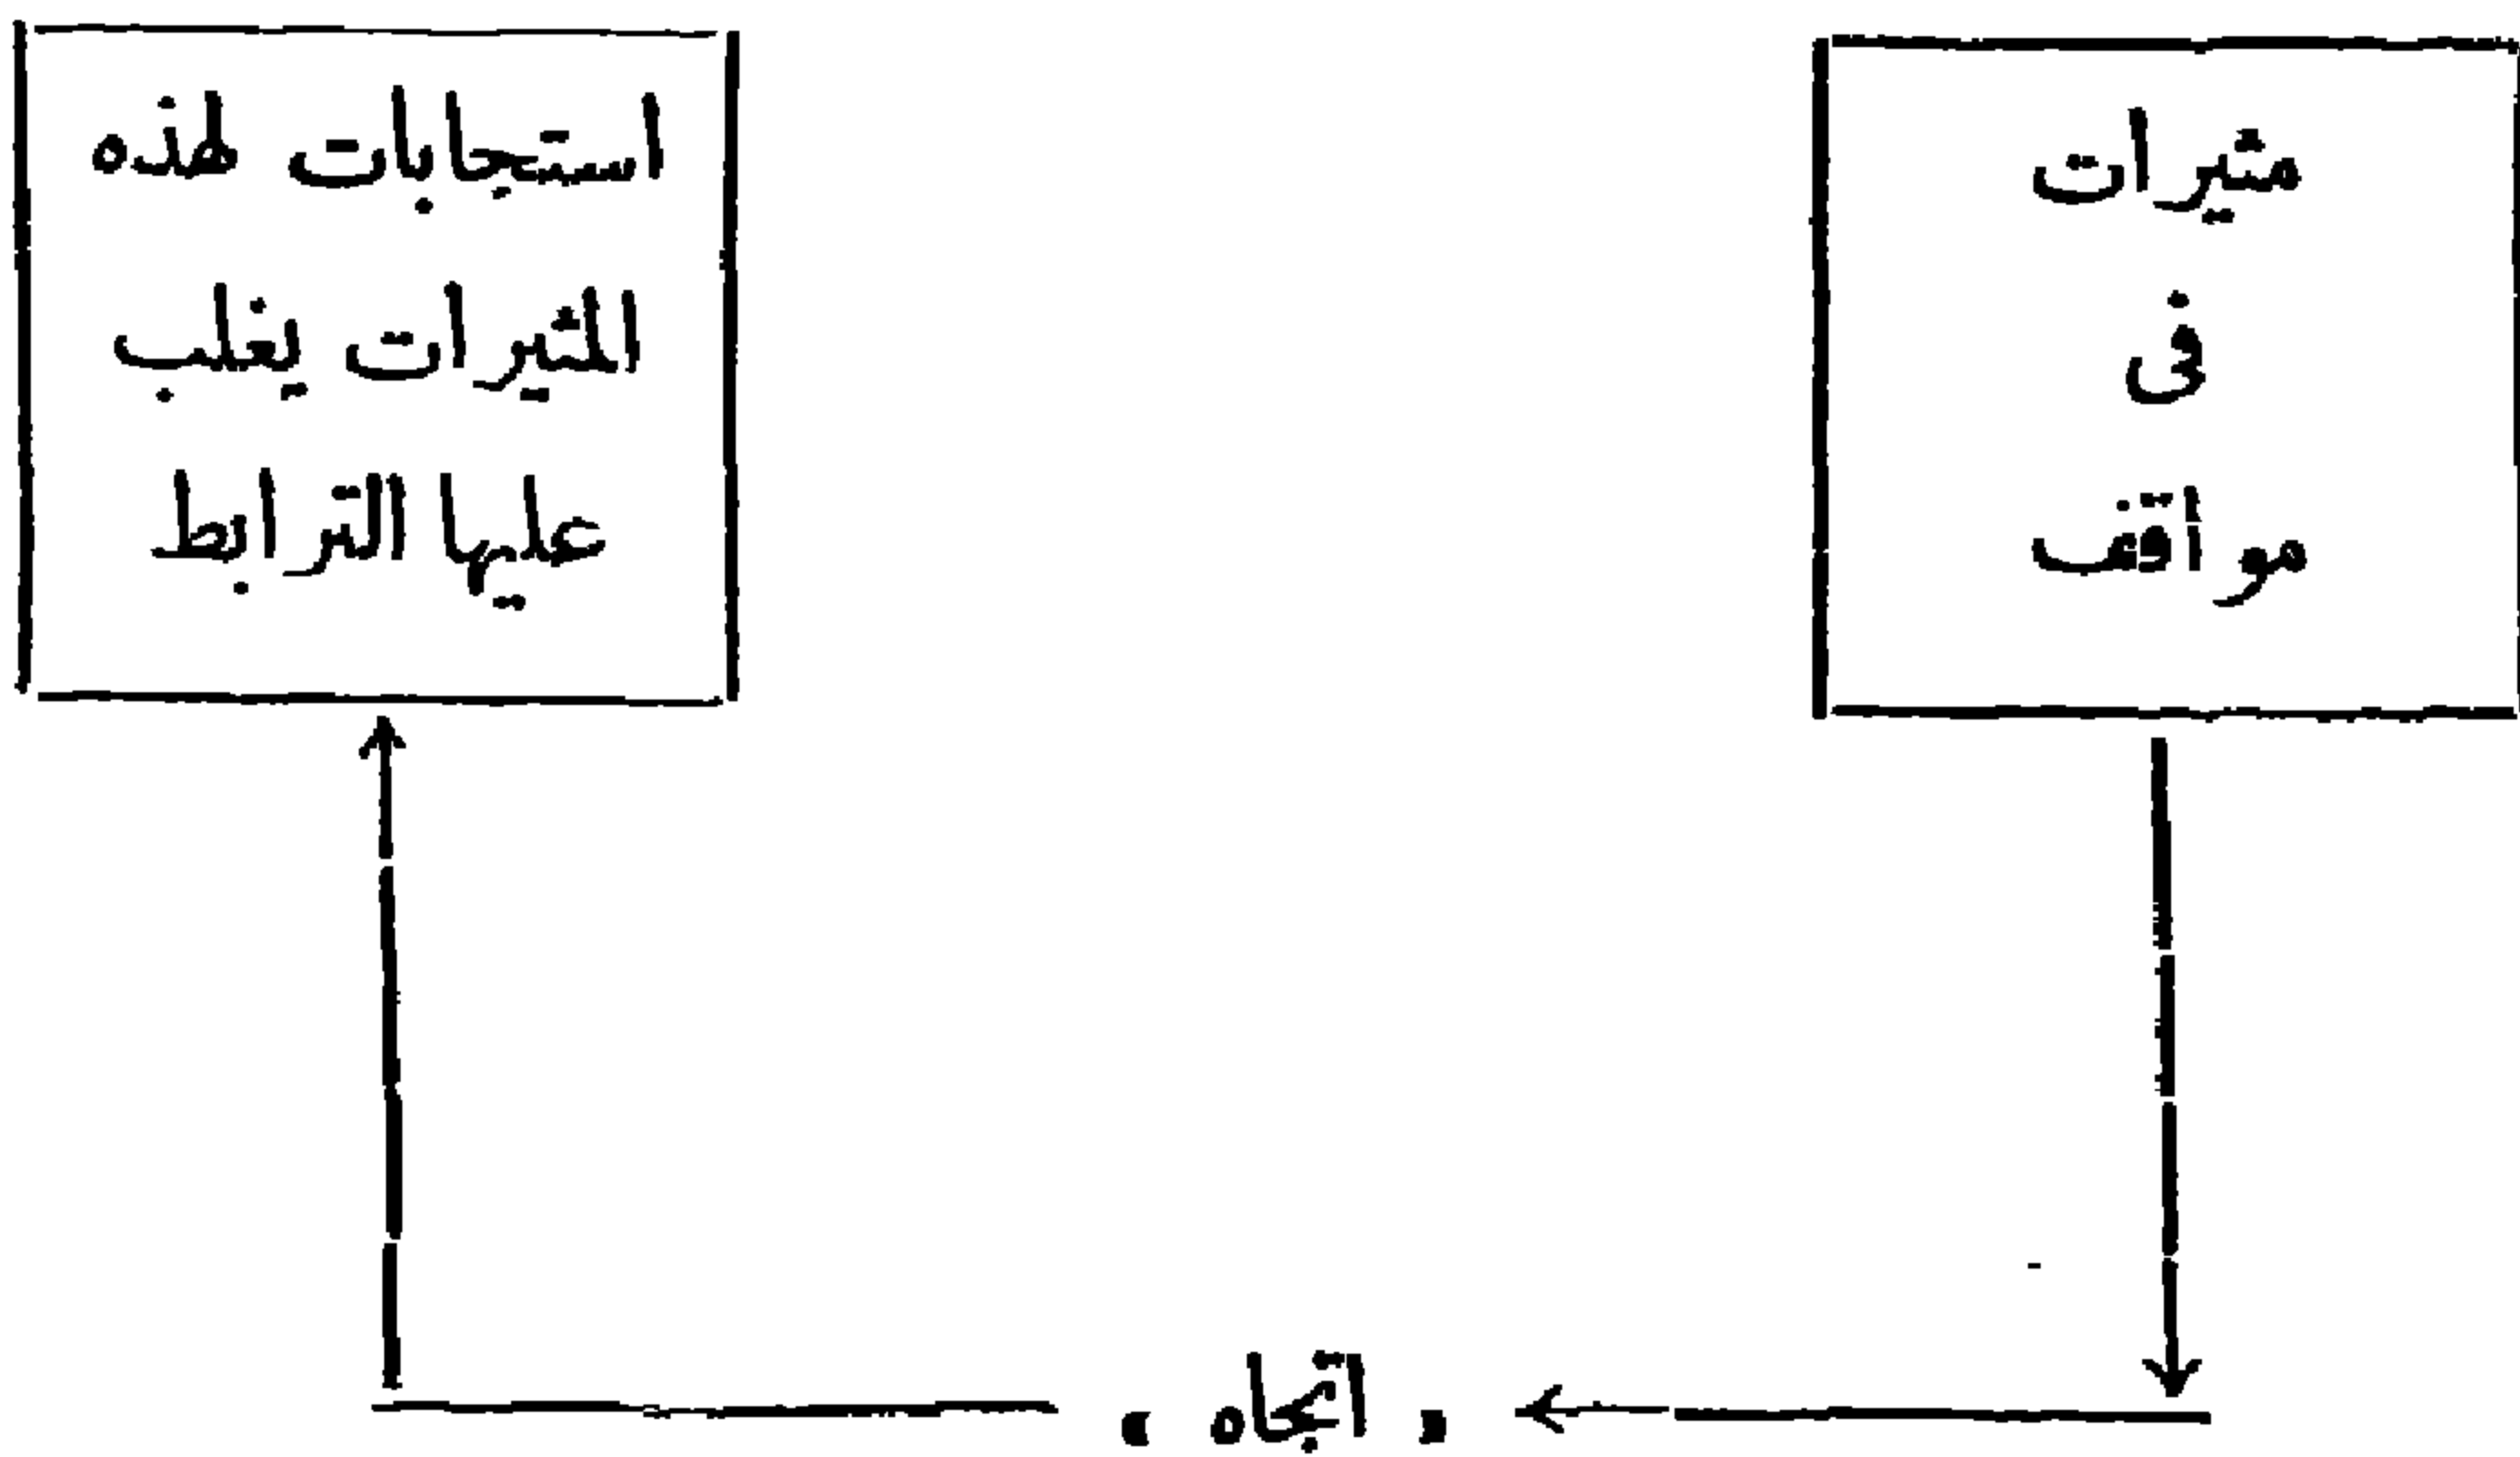 مثيرات
فى
مواقف
استجابات لهذه
المثيرات يغلب
عليها الترابط
« اتجاه »